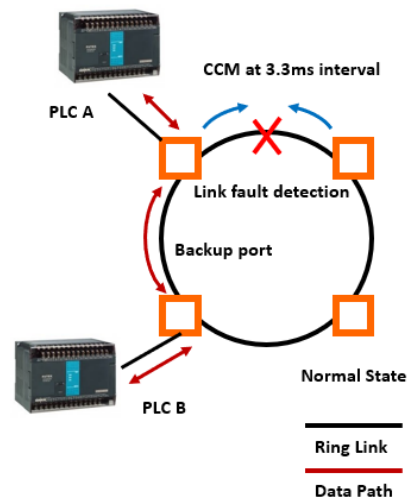 CCM at 3.3ms interval
PLC A
Link fault detection
Backup port
Normal State
PLC B
Ring Link
Data Path